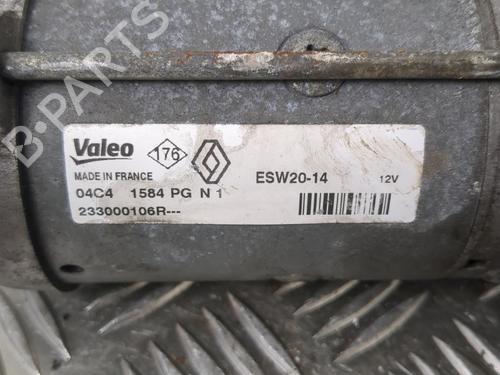 B-PARTS
Valeo 176
MADE IN FRANCE
ESW20-14 12V
04C4 1584 PG N 1
233000106R---